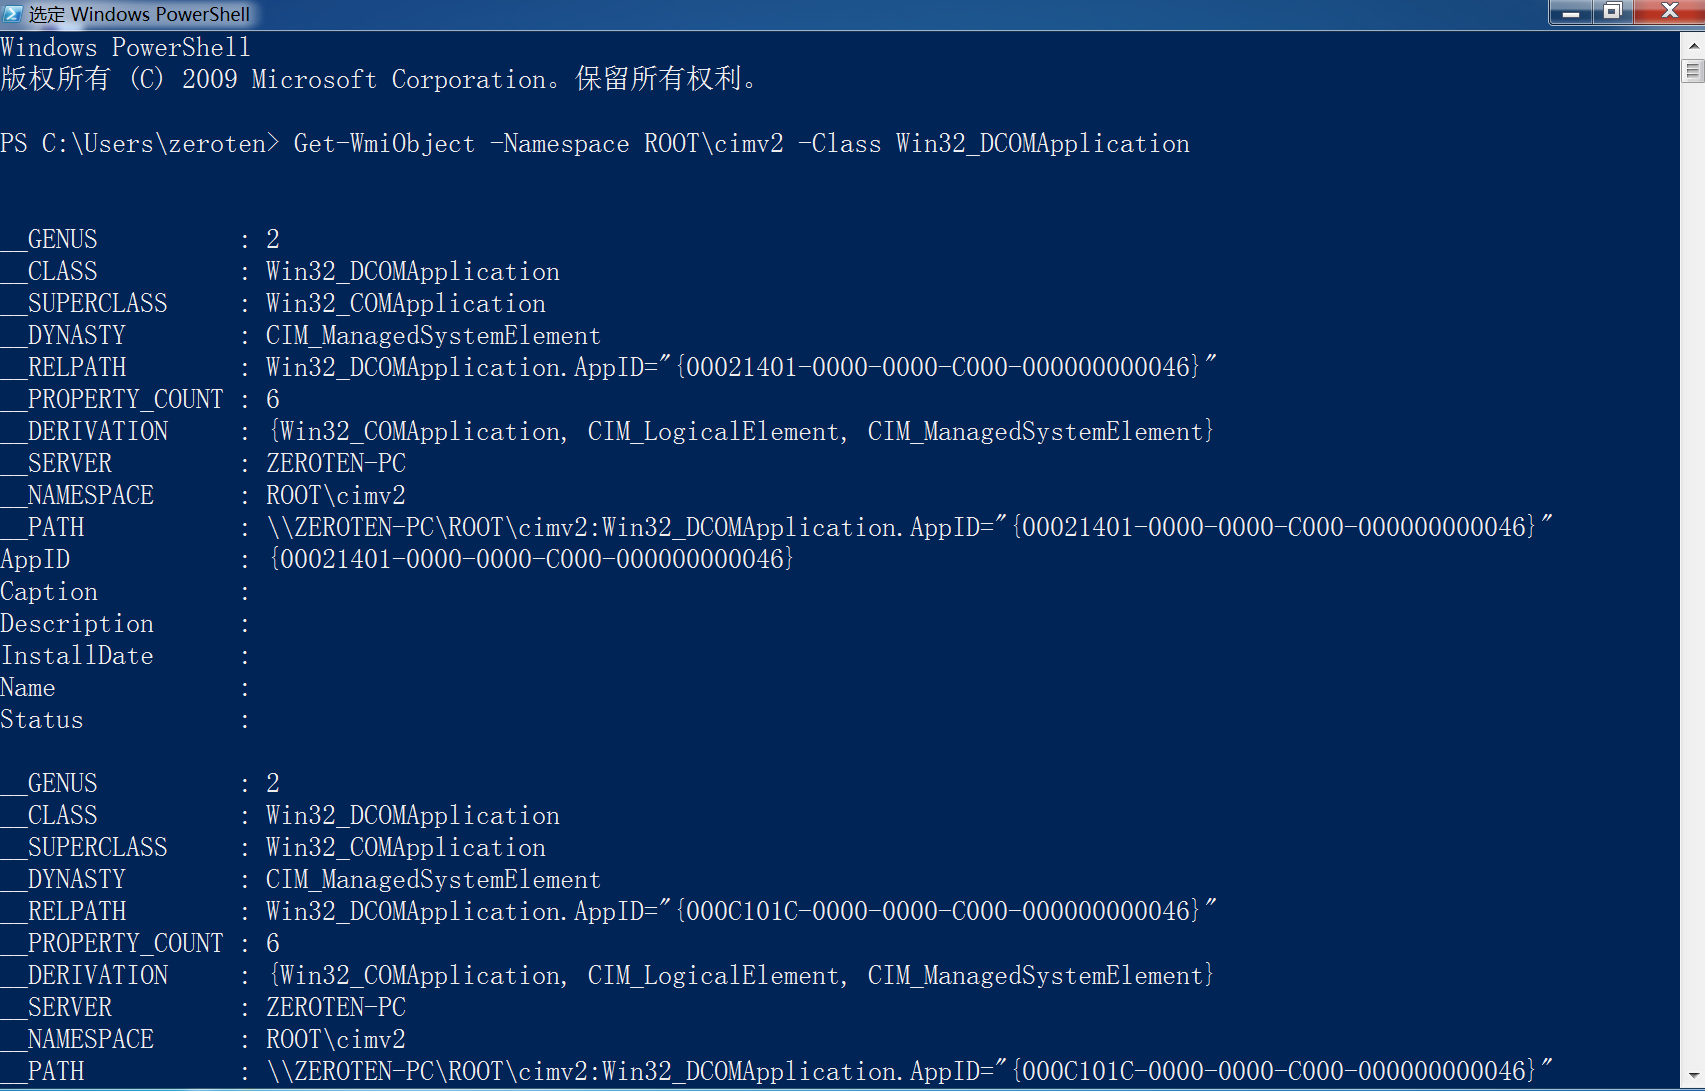 选定 Windows PowerShell
Windows PowerShell
版权所有 (C) 2009 Microsoft Corporation。保留所有权利。
PS C:\Users\zeroten> Get-WmiObject -Namespace ROOT\cimv2 -Class Win32_DCOMApplication
__GENUS : 2
__CLASS : Win32_DCOMApplication
__SUPERCLASS : Win32_COMApplication
__DYNASTY : CIM_ManagedSystemElement
__RELPATH : Win32_DCOMApplication.AppID="{00021401-0000-0000-C000-000000000046}"
__PROPERTY_COUNT : 6
__DERIVATION : {Win32_COMApplication, CIM_LogicalElement, CIM_ManagedSystemElement}
__SERVER : ZEROTEN-PC
__NAMESPACE : ROOT\cimv2
__PATH : \\ZEROTEN-PC\ROOT\cimv2:Win32_DCOMApplication.AppID="{00021401-0000-0000-C000-000000000046}"
AppID : {00021401-0000-0000-C000-000000000046}
Caption :
Description :
InstallDate :
Name :
Status :
__GENUS : 2
__CLASS : Win32_DCOMApplication
__SUPERCLASS : Win32_COMApplication
__DYNASTY : CIM_ManagedSystemElement
__RELPATH : Win32_DCOMApplication.AppID="{000C101C-0000-0000-C000-000000000046}"
__PROPERTY_COUNT : 6
__DERIVATION : {Win32_COMApplication, CIM_LogicalElement, CIM_ManagedSystemElement}
__SERVER : ZEROTEN-PC
__NAMESPACE : ROOT\cimv2
__PATH : \\ZEROTEN-PC\ROOT\cimv2:Win32_DCOMApplication.AppID="{000C101C-0000-0000-C000-000000000046}"